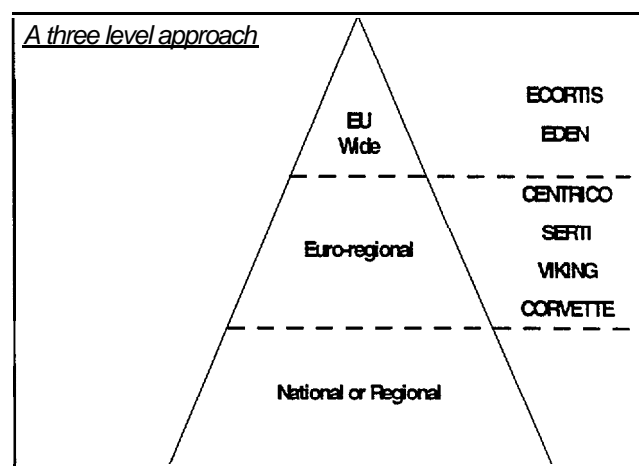 A three level approach
EU
Wide
ECORTIS
EDEN
Euro-regional
CENTRICO
SERTI
VIKING
CORVETTE
National or Regional